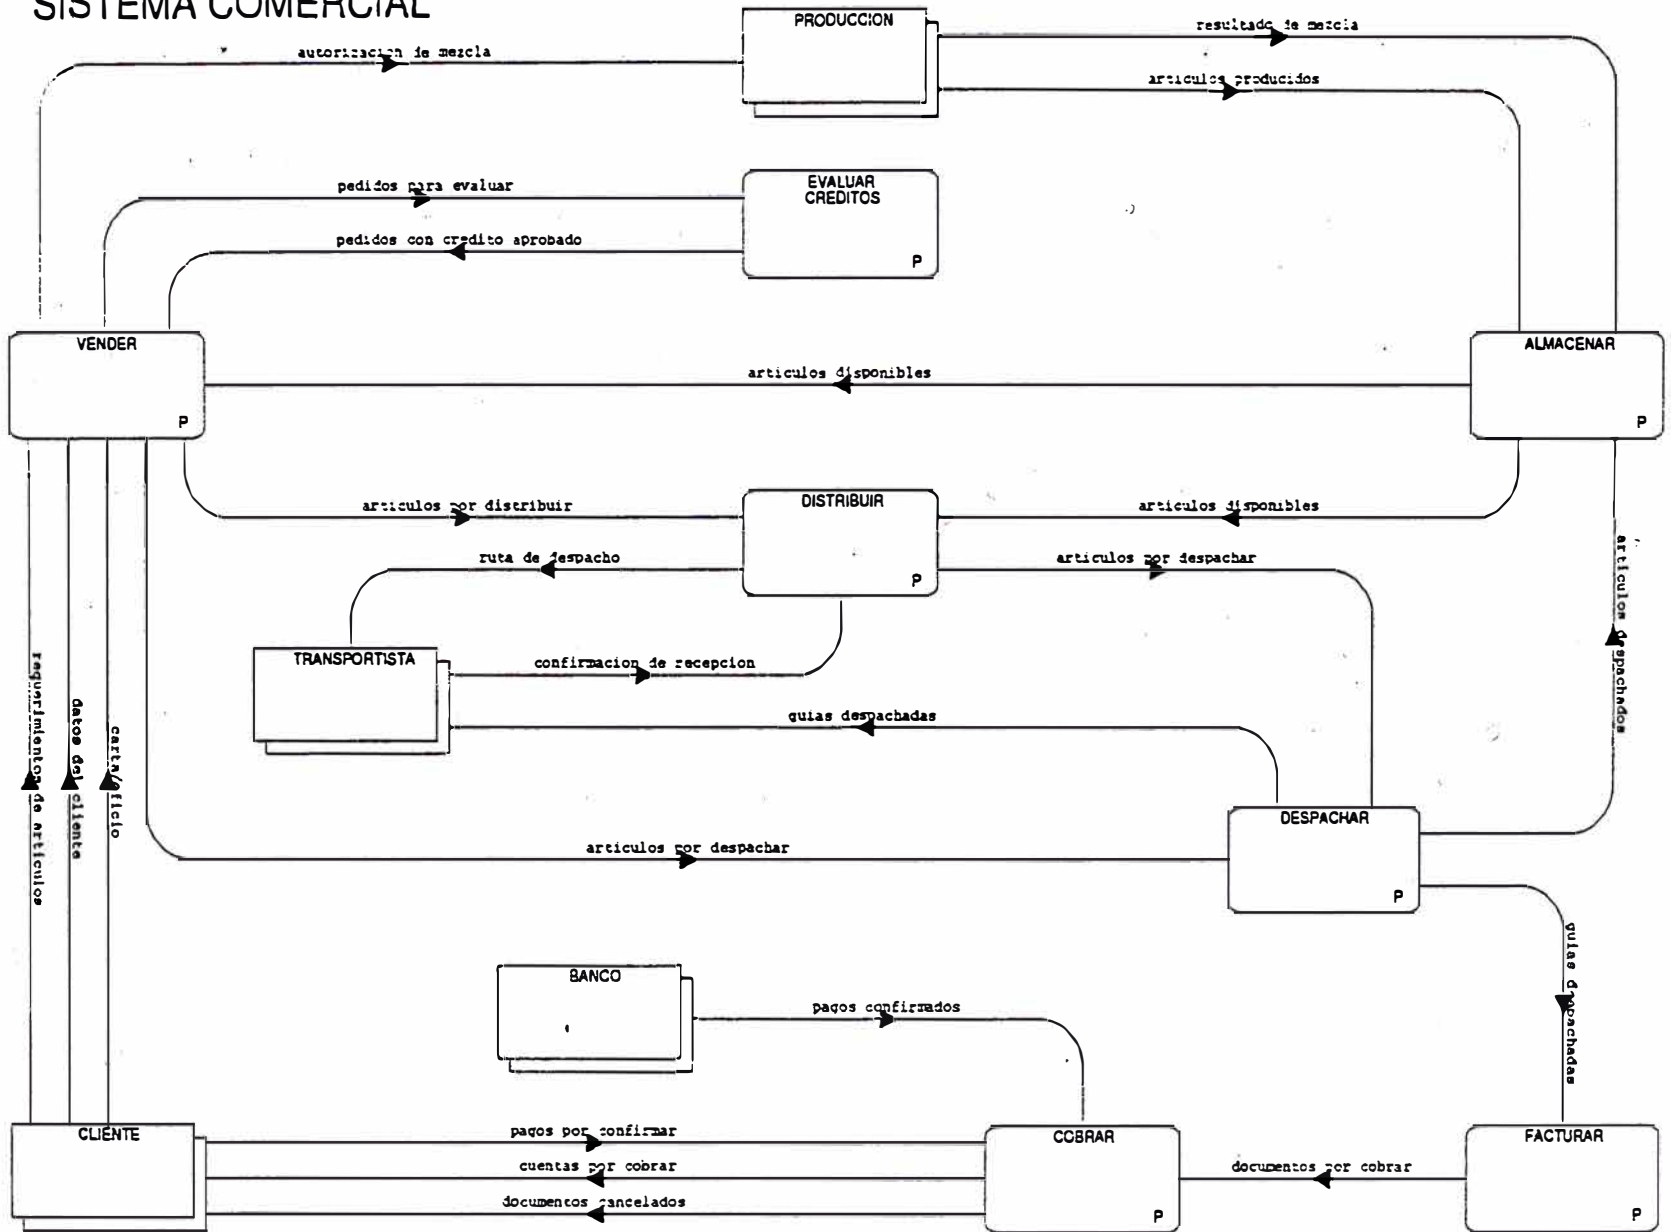 SISTEMA COMERCIAL
PRODUCCION
resultado de mezcla
autorizacion de mezcla
articulos producidos
EVALUAR
CREDITOS
P
pedidos para evaluar
pedidos con credito aprobado
VENDER
P
ALMACENAR
P
articulos disponibles
articulos por distribuir
DISTRIBUIR
P
articulos disponibles
ruta de despacho
articulos por despachar
articulos despachados
TRANSPORTISTA
confirmacion de recepcion
guias despachadas
requerimientos de articulos
datos del cliente
carta/oficio
DESPACHAR
P
articulos por despachar
guias despachadas
BANCO
pagos confirmados
CLIENTE
pagos por confirmar
cuentas por cobrar
documentos cancelados
COBRAR
P
documentos por cobrar
FACTURAR
P